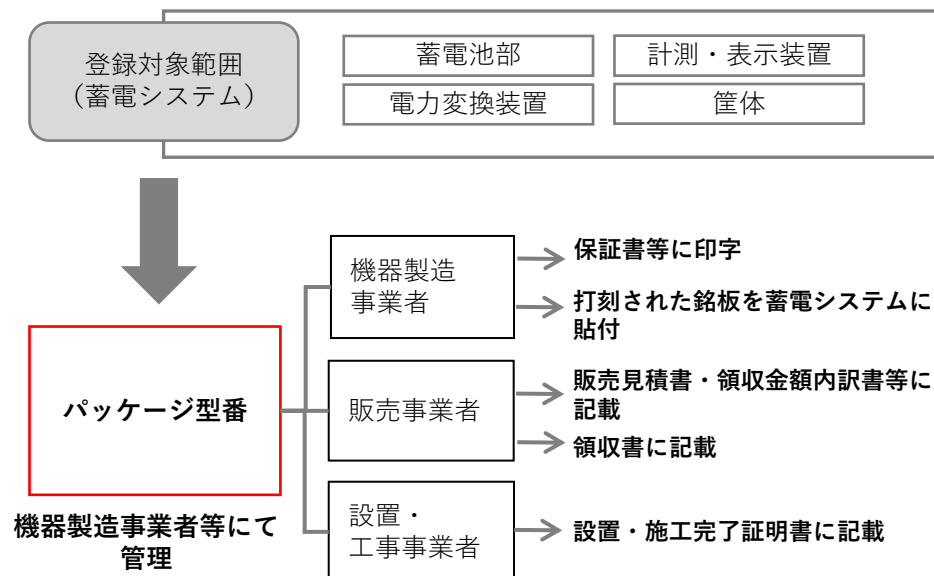 登録対象範囲
（蓄電システム）
蓄電池部
計測・表示装置
電力変換装置
筐体
パッケージ型番
機器製造事業者等にて
管理
機器製造
事業者
保証書等に印字
打刻された銘板を蓄電システムに
貼付
販売事業者
販売見積書・領収金額内訳書等に
記載
領収書に記載
設置・
工事事業者
設置・施工完了証明書に記載